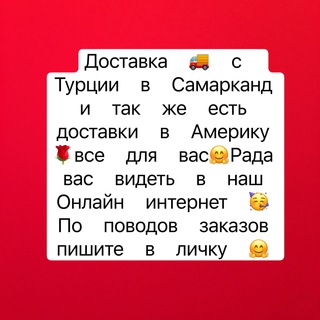 Доставка 🚚 с
Турции в Самарканд
и так же есть
доставки в Америку
🌹все для вас🤗Рада
вас видеть в наш
Онлайн интернет 🥳
По поводов заказов
пишите в личку 🤗